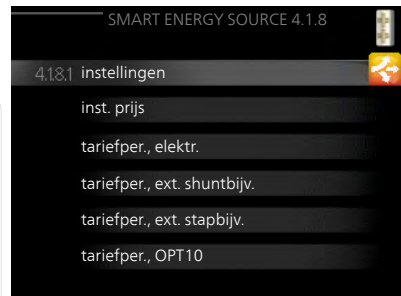 SMART ENERGY SOURCE 4.1.8
4.1.8.1 instellingen
inst. prijs
tariefper., elektr.
tariefper., ext. shuntbijv.
tariefper., ext. stapbijv.
tariefper., OPT10